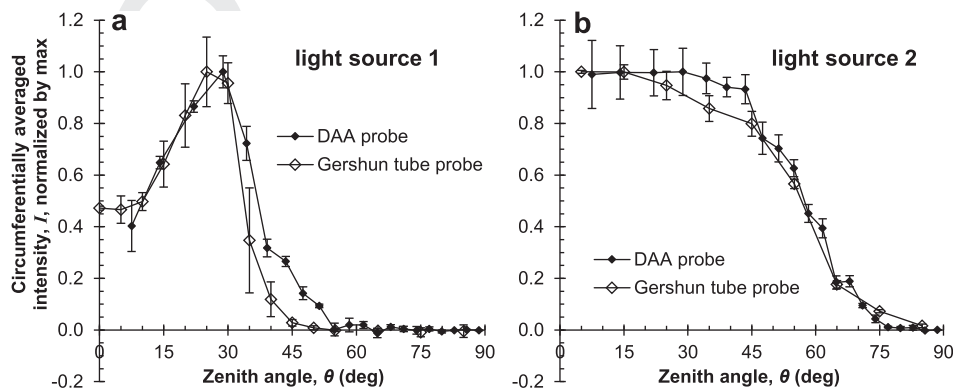 a
light source 1
DAA probe
Gershun tube probe
Circumferentially averaged
intensity, I, normalized by max
1.2
1.0
0.8
0.6
0.4
0.2
0.0
-0.2
0
15
30
45
60
75
90
Zenith angle, θ (deg)
b
light source 2
DAA probe
Gershun tube probe
1.2
1.0
0.8
0.6
0.4
0.2
0.0
-0.2
0
15
30
45
60
75
90
Zenith angle, θ (deg)